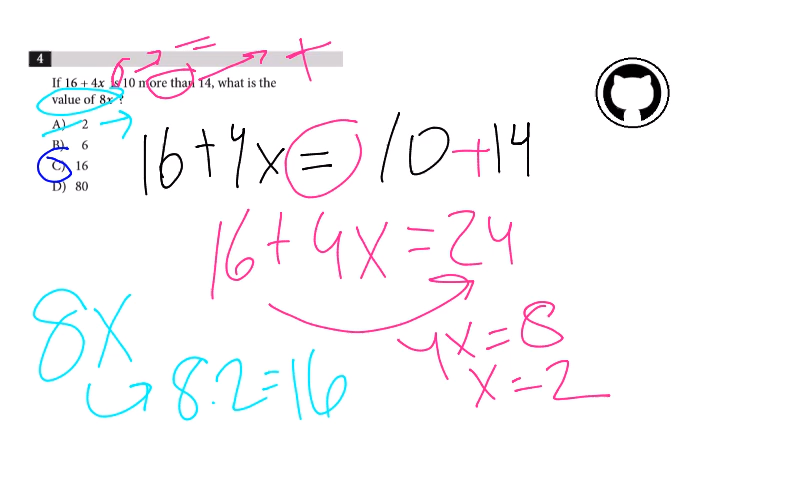 4
= +
If 16 + 4x is 10 more than 14, what is the
value of 8x ?
A) 2
B) 6
C) 16
D) 80
16+4x = 10+14
16+4x=24
4x=8
x=2
8x
8.2=16